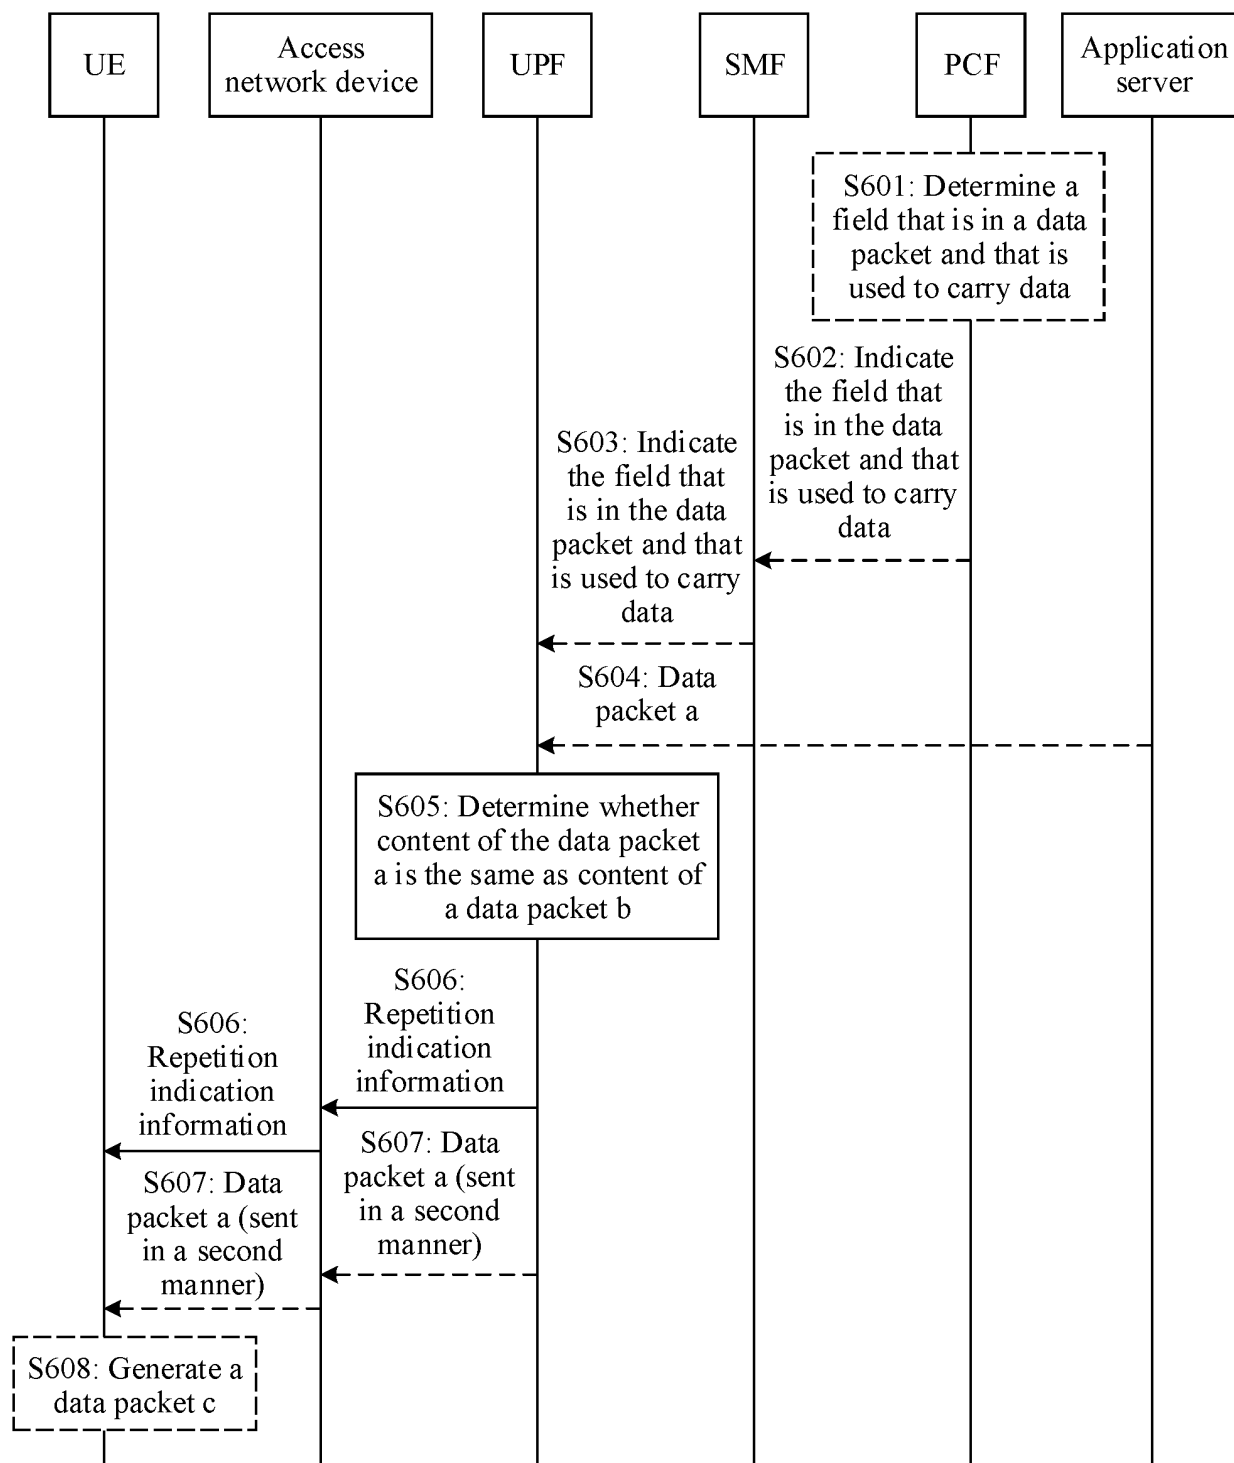 UE
Access
network device
UPF
SMF
PCF
Application
server
S601: Determine a
field that is in a data
packet and that is
used to carry data
S602: Indicate
the field that
is in the data
packet and that
is used to carry
data
S603: Indicate
the field that
is in the data
packet and that
is used to carry
data
S604: Data
packet a
S605: Determine whether
content of the data packet
a is the same as content of
a data packet b
S606:
Repetition
indication
information
S606:
Repetition
indication
information
S607: Data
packet a (sent
in a second
manner)
S607: Data
packet a (sent
in a second
manner)
S608: Generate a
data packet c